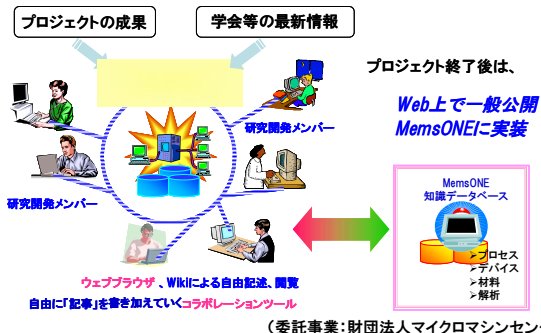 プロジェクトの成果
学会等の最新情報
プロジェクト終了後は、
Web上で一般公開
MemsONEに実装
研究開発メンバー
研究開発メンバー
MemsONE
知識データベース
➢プロセス
➢デバイス
➢材料
➢解析
ウェブブラウザ、Wikiによる自由記述、閲覧
自由に「記事」を書き加えていくコラボレーションツール
(委託事業:財団法人マイクロマシンセン